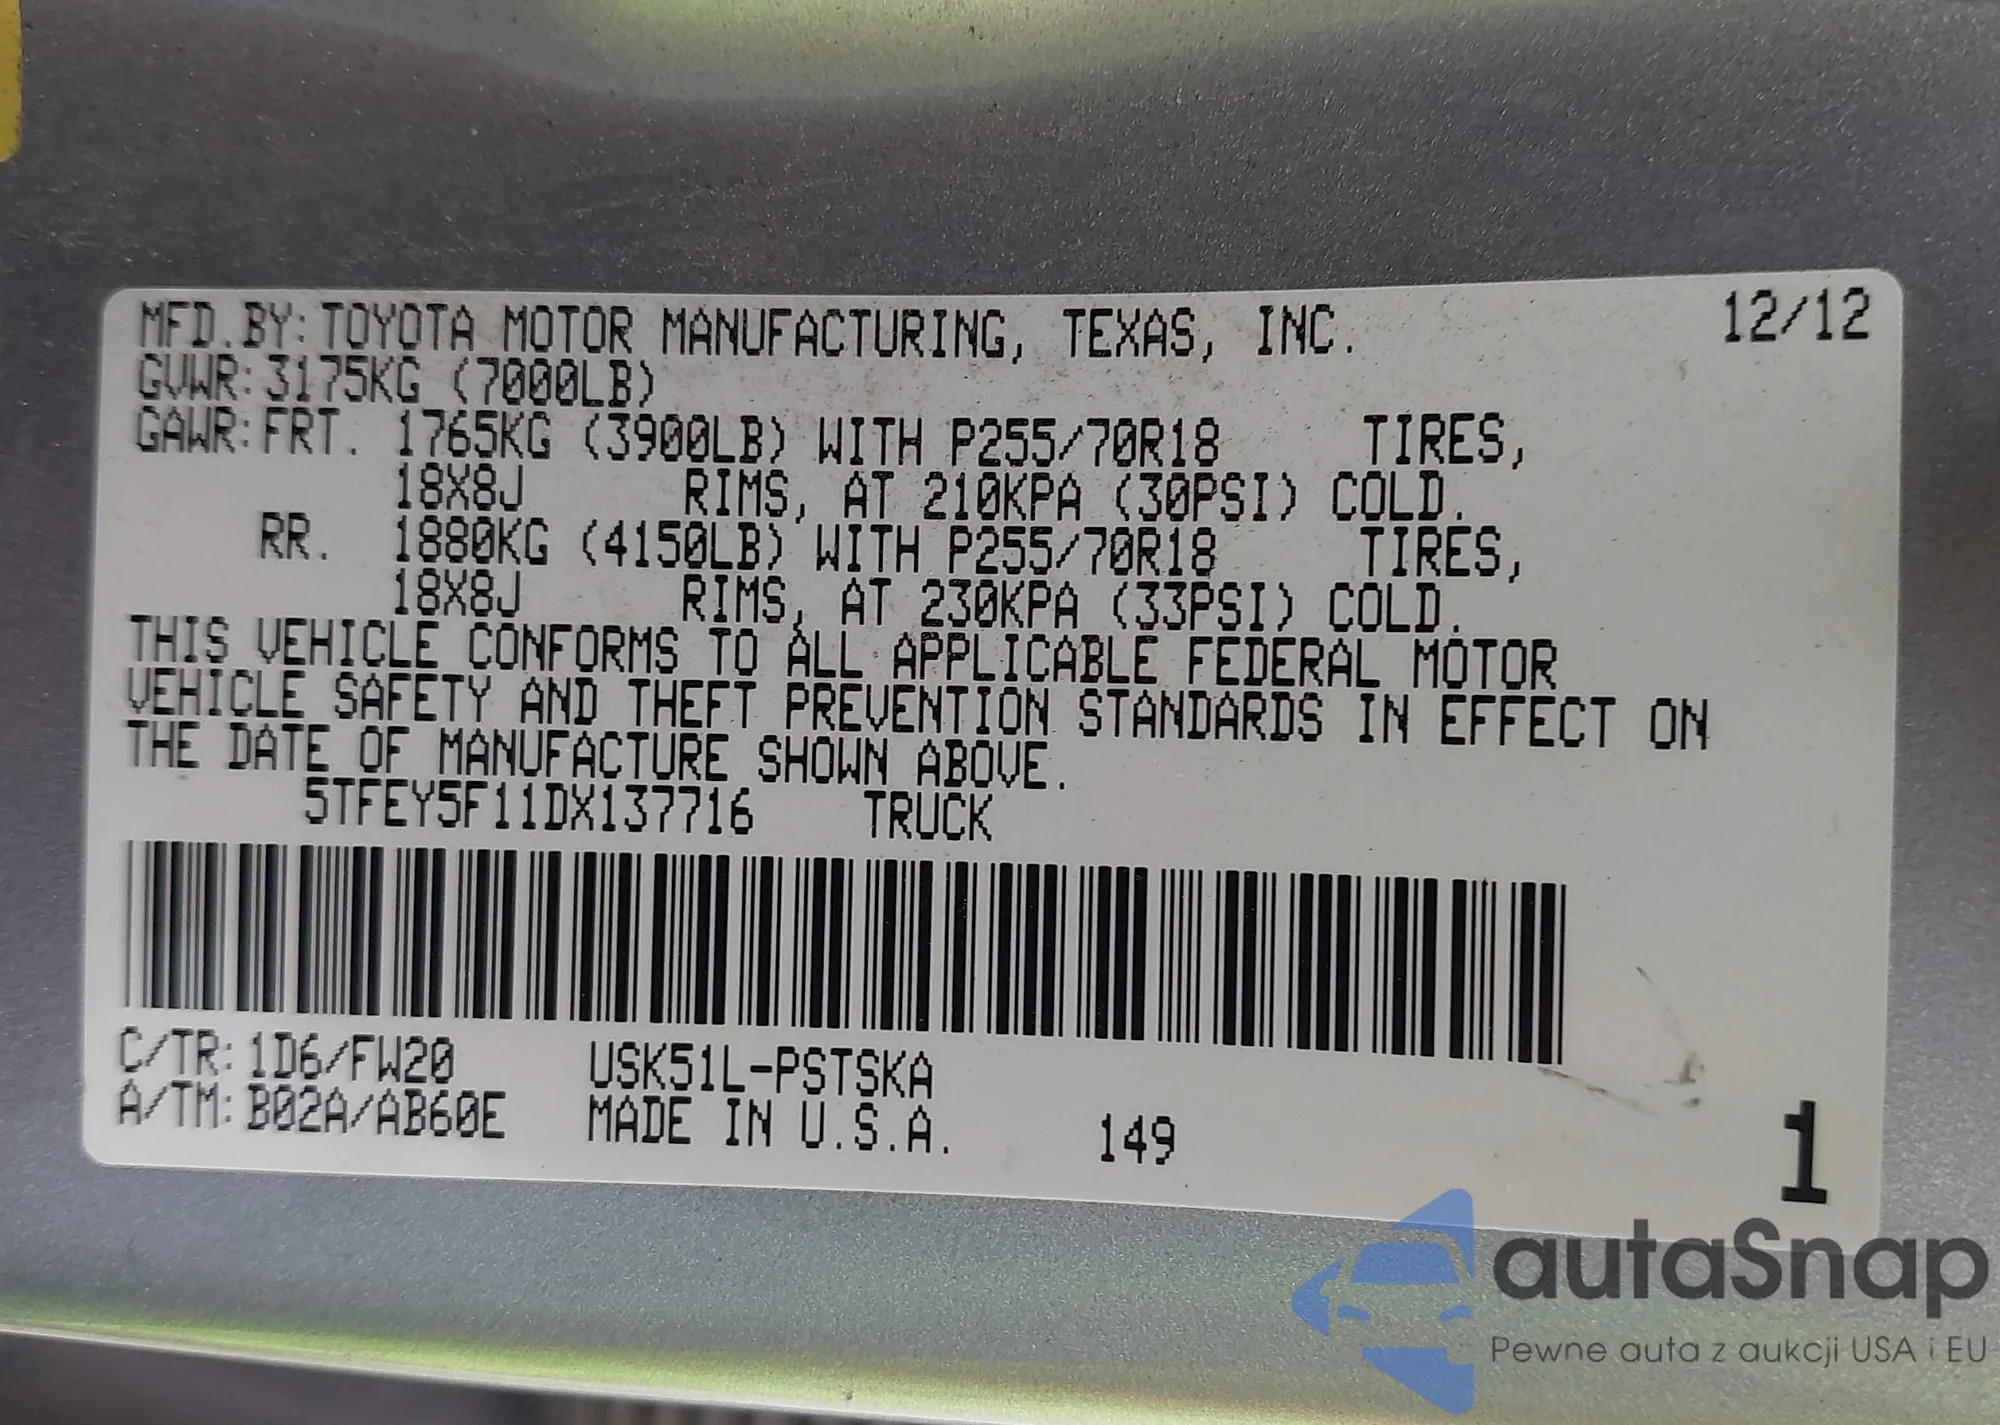 MFD.BY:TOYOTA MOTOR MANUFACTURING, TEXAS, INC. 12/12
GVWR:3175KG (7000LB)
GAWR:FRT. 1765KG (3900LB) WITH P255/70R18 TIRES,
18X8J RIMS, AT 210KPA (30PSI) COLD.
RR. 1880KG (4150LB) WITH P255/70R18 TIRES,
18X8J RIMS, AT 230KPA (33PSI) COLD.
THIS VEHICLE CONFORMS TO ALL APPLICABLE FEDERAL MOTOR
VEHICLE SAFETY AND THEFT PREVENTION STANDARDS IN EFFECT ON
THE DATE OF MANUFACTURE SHOWN ABOVE.
5TFEY5F11DX137716 TRUCK
C/TR:1D6/FW20 USK51L-PSTSKA
A/TM:B02A/AB60E MADE IN U.S.A. 149
1
autaSnap
Pewne auta z aukcji USA i EU